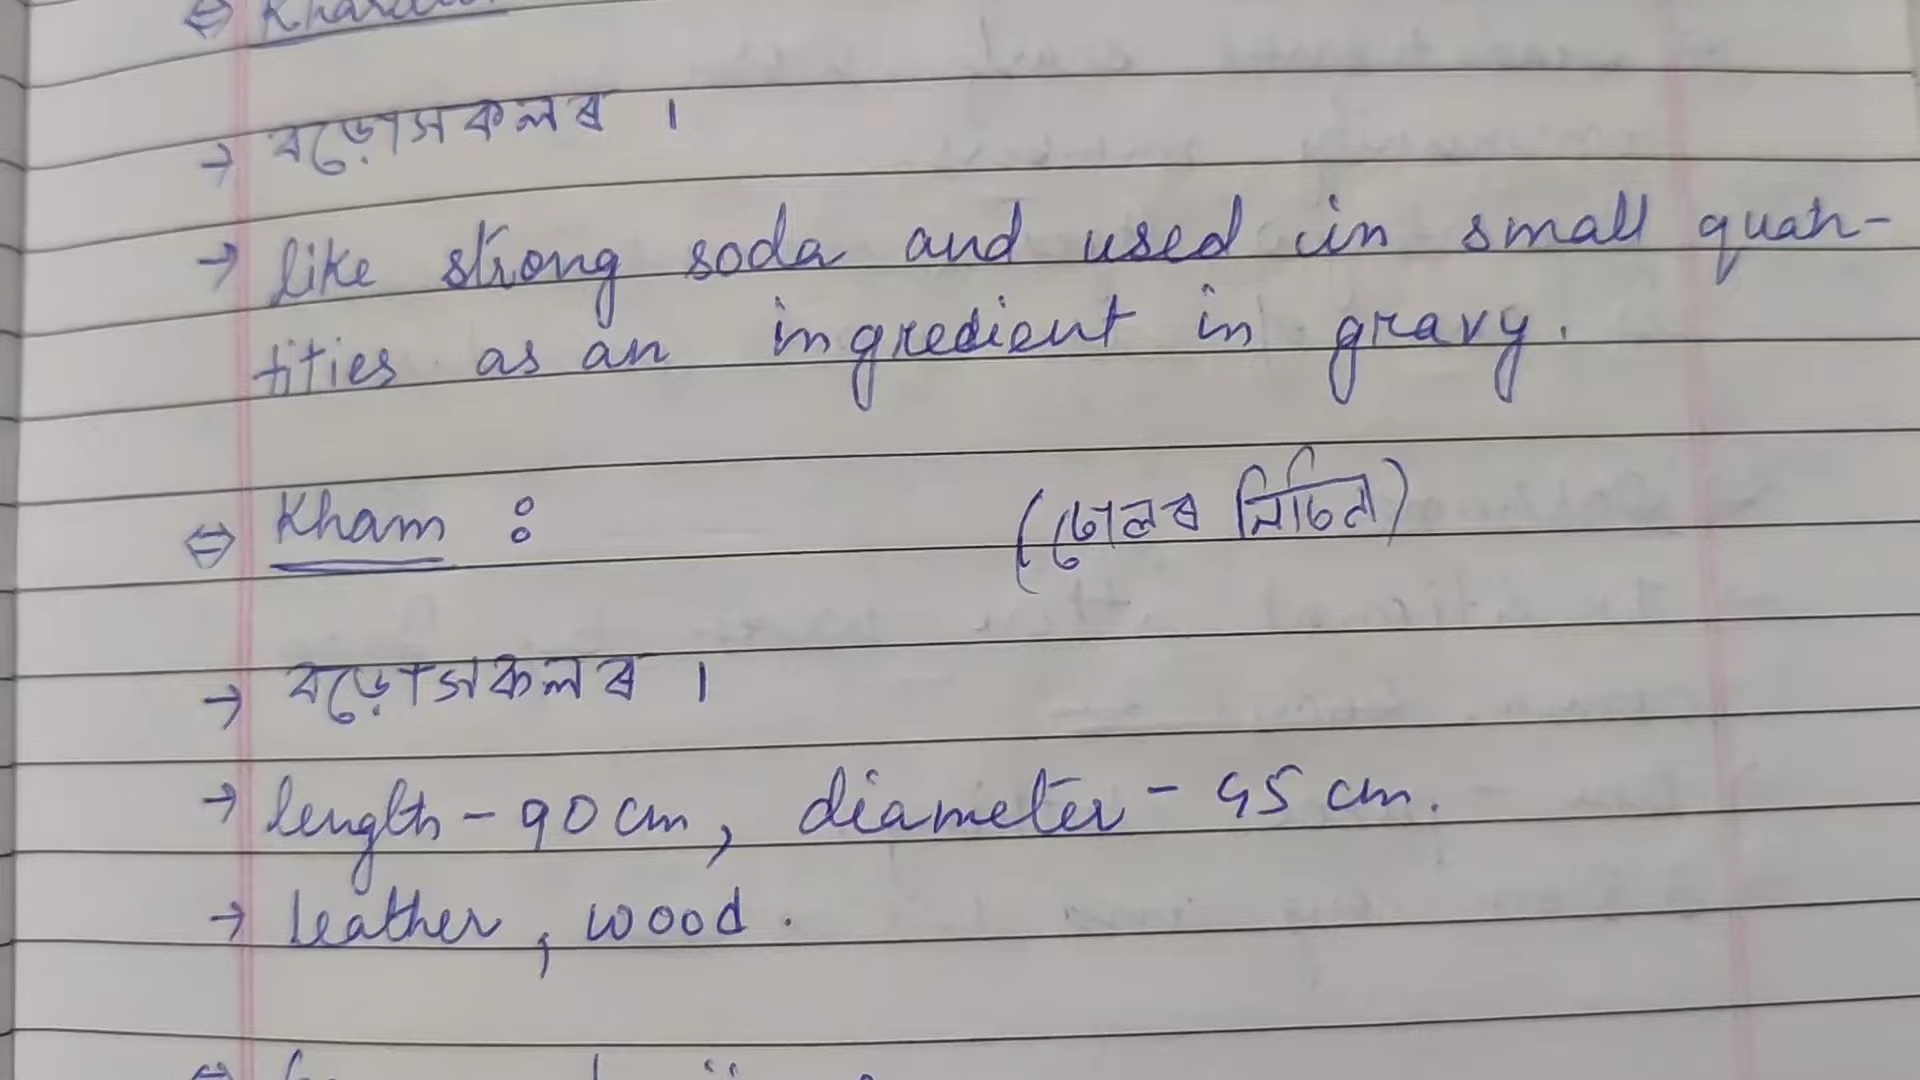 → বড়োসকলৰ ।
→ like strong soda and used in small quan-
tities as an ingredient in gravy.
⇔ Kham : (ঢোলৰ নিচিনা)
→ বড়োসকলৰ ।
→ length - 90 cm, diameter - 45 cm.
→ leather, wood.